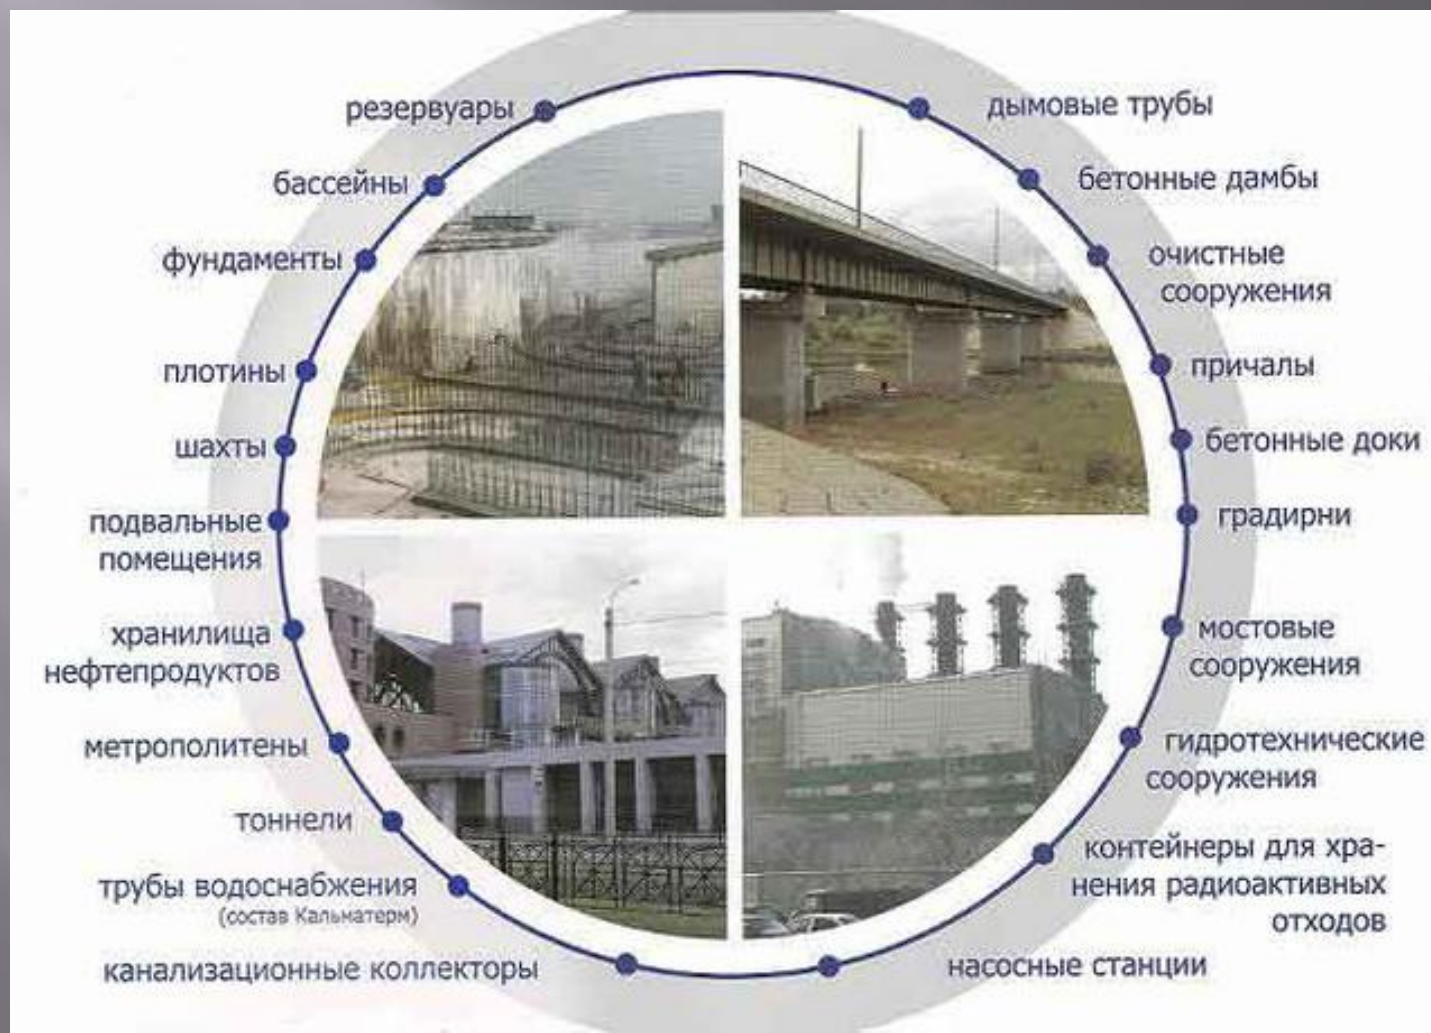 резервуары
бассейны
фундаменты
плотины
шахты
подвальные
помещения
хранилища
нефтепродуктов
метрополитены
тоннели
трубы водоснабжения
(состав Кальматерм)
канализационные коллекторы
дымовые трубы
бетонные дамбы
очистные
сооружения
причалы
бетонные доки
градирни
мостовые
сооружения
гидротехнические
сооружения
контейнеры для хра-
нения радиоактивных
отходов
насосные станции